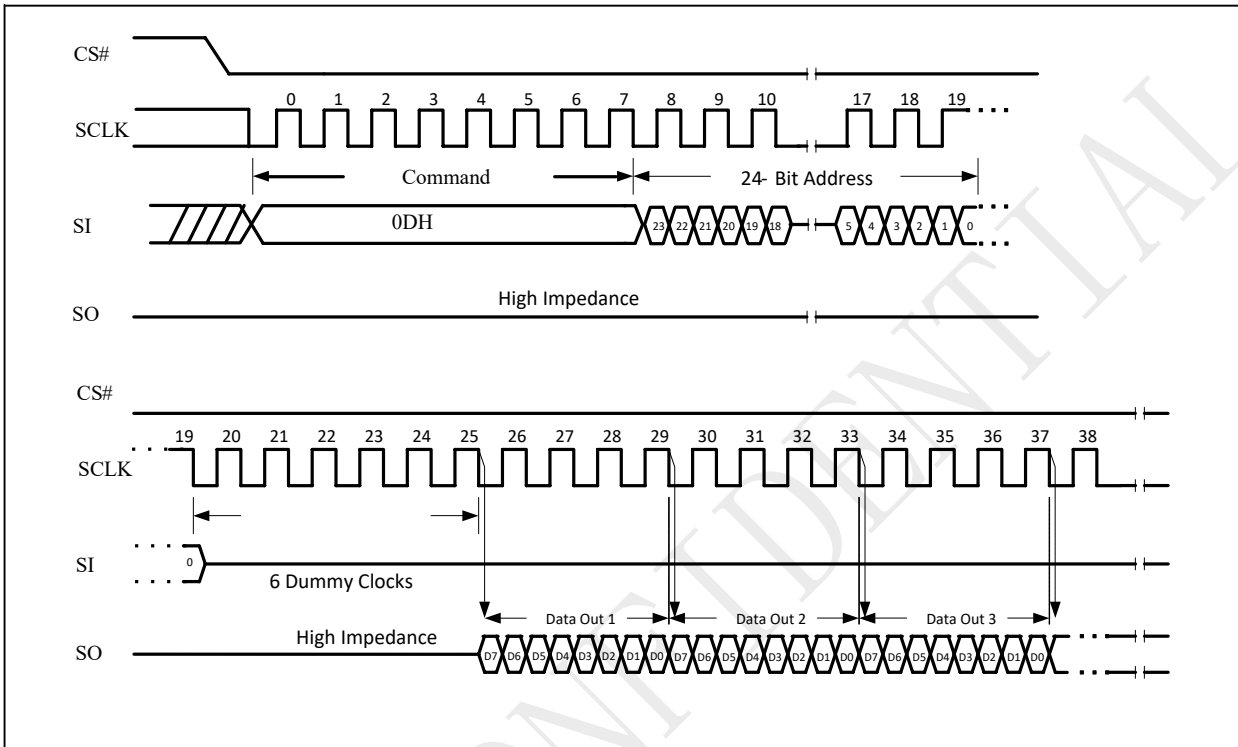 CS#
0 1 2 3 4 5 6 7 8 9 10 17 18 19
SCLK
Command 24- Bit Address
SI 0DH 23 22 21 20 19 18 5 4 3 2 1 0
High Impedance
SO
CS#
19 20 21 22 23 24 25 26 27 28 29 30 31 32 33 34 35 36 37 38
SCLK
SI 0
6 Dummy Clocks
Data Out 1 Data Out 2 Data Out 3
High Impedance
SO D7 D6 D5 D4 D3 D2 D1 D0 D7 D6 D5 D4 D3 D2 D1 D0 D7 D6 D5 D4 D3 D2 D1 D0
ONFIDENTIAL